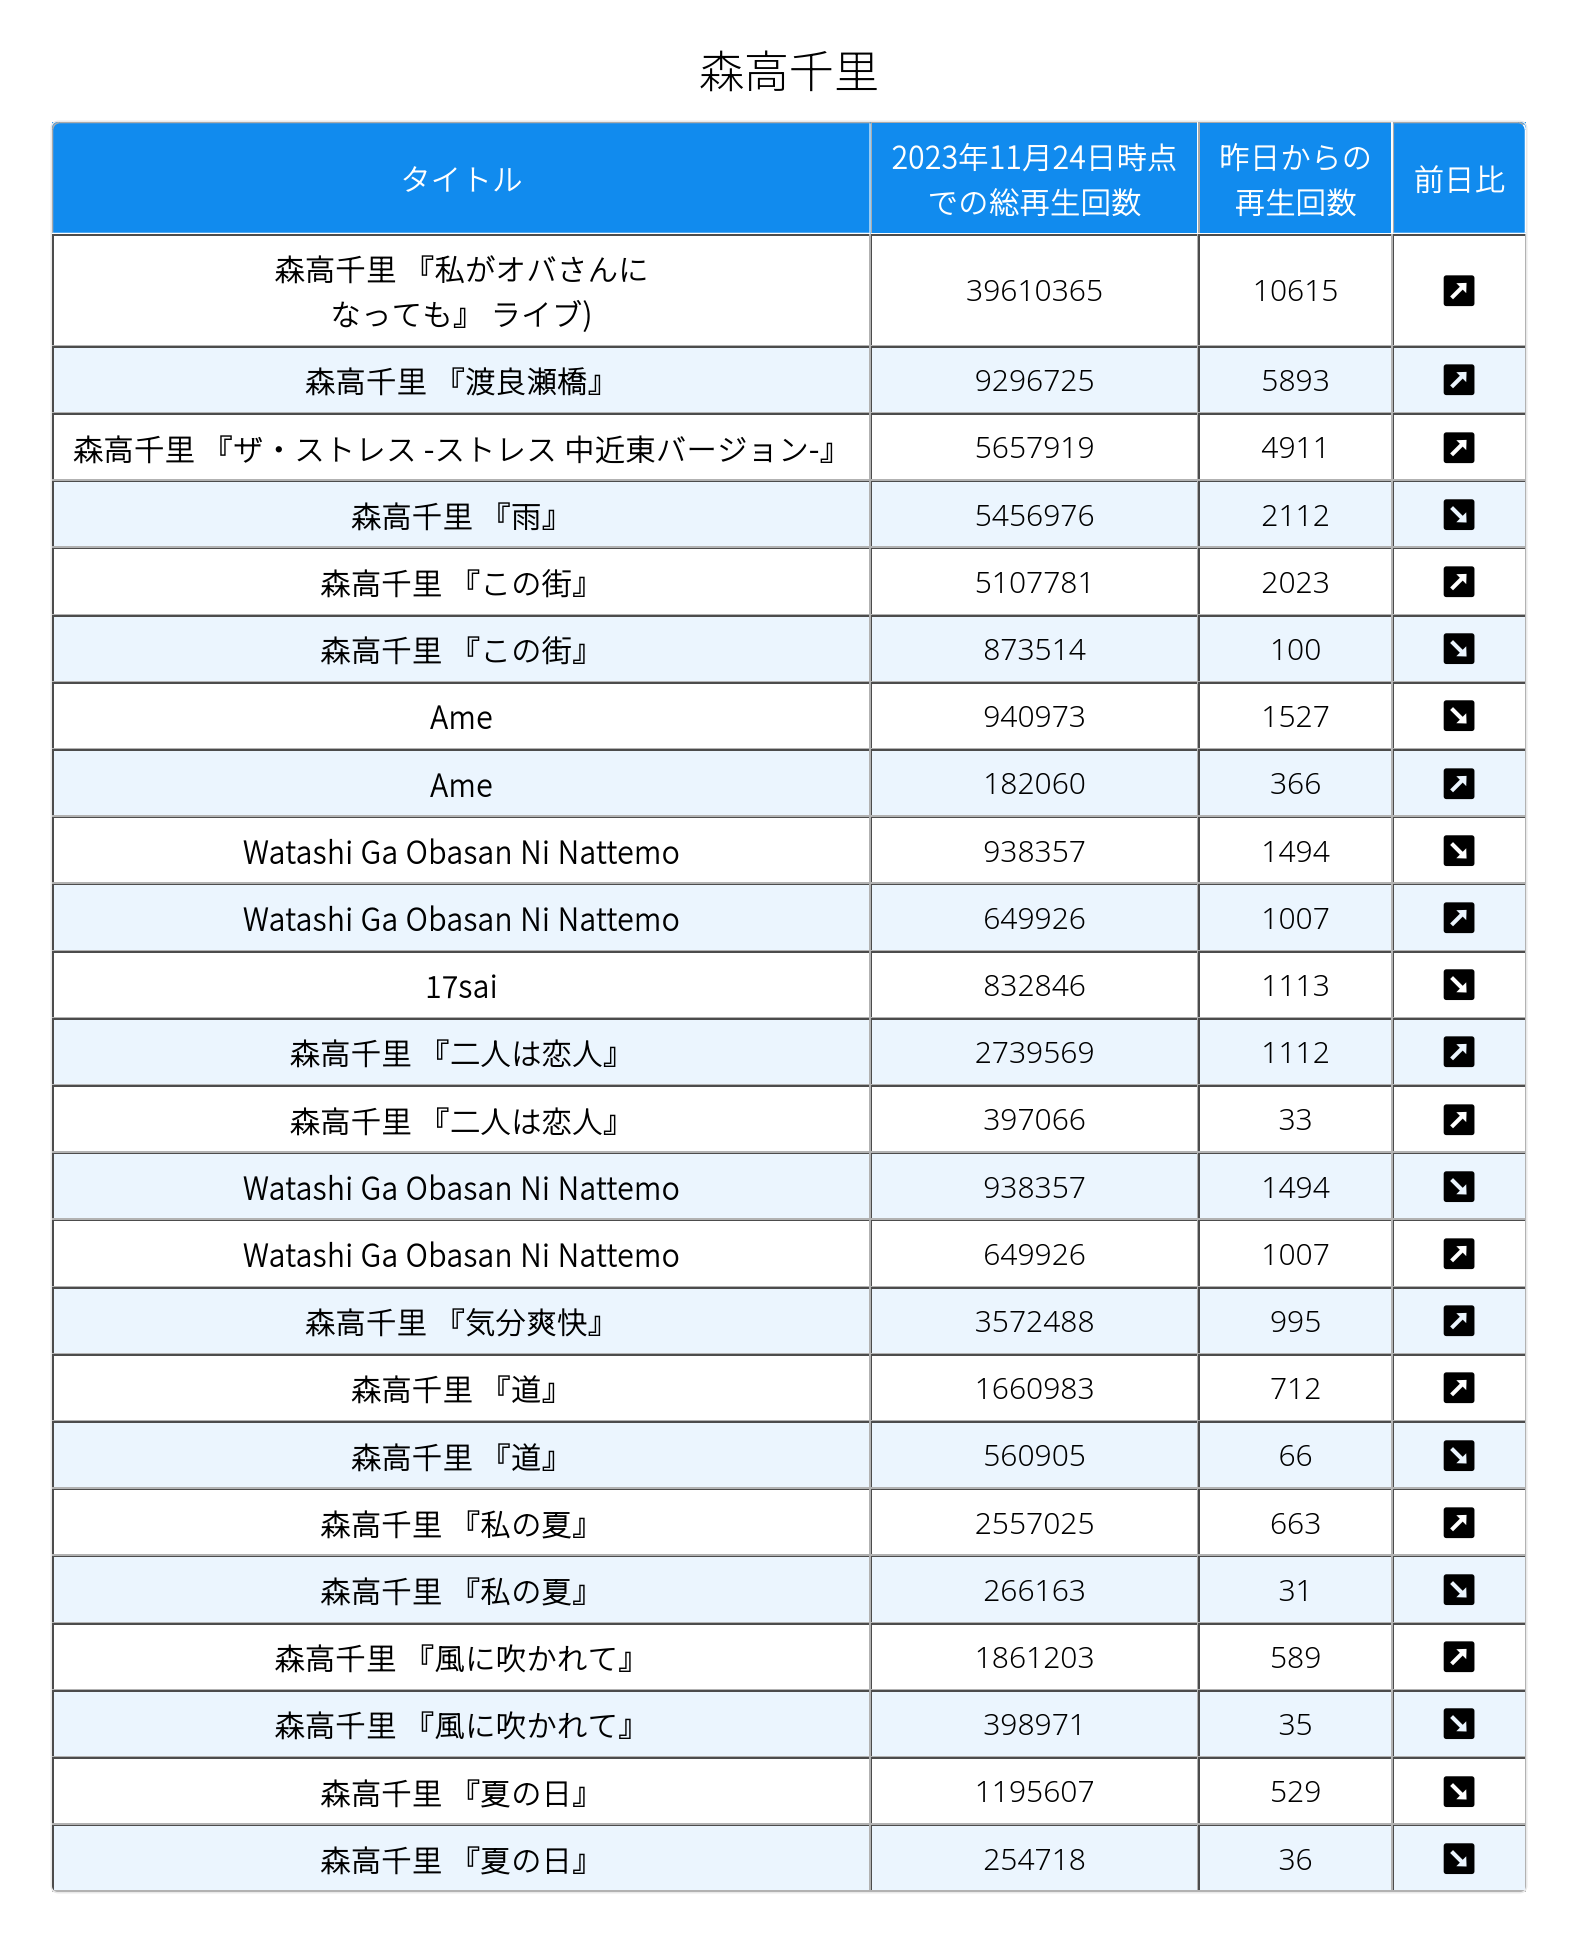 森高千里
タイトル
2023年11月24日時点
での総再生回数
昨日からの
再生回数
前日比
森高千里 『私がオバさんに
なっても』 ライブ)
39610365
10615
森高千里 『渡良瀬橋』
9296725
5893
森高千里 『ザ・ストレス -ストレス 中近東バージョン-』
5657919
4911
森高千里 『雨』
5456976
2112
森高千里 『この街』
5107781
2023
森高千里 『この街』
873514
100
Ame
940973
1527
Ame
182060
366
Watashi Ga Obasan Ni Nattemo
938357
1494
Watashi Ga Obasan Ni Nattemo
649926
1007
17sai
832846
1113
森高千里 『二人は恋人』
2739569
1112
森高千里 『二人は恋人』
397066
33
Watashi Ga Obasan Ni Nattemo
938357
1494
Watashi Ga Obasan Ni Nattemo
649926
1007
森高千里 『気分爽快』
3572488
995
森高千里 『道』
1660983
712
森高千里 『道』
560905
66
森高千里 『私の夏』
2557025
663
森高千里 『私の夏』
266163
31
森高千里 『風に吹かれて』
1861203
589
森高千里 『風に吹かれて』
398971
35
森高千里 『夏の日』
1195607
529
森高千里 『夏の日』
254718
36